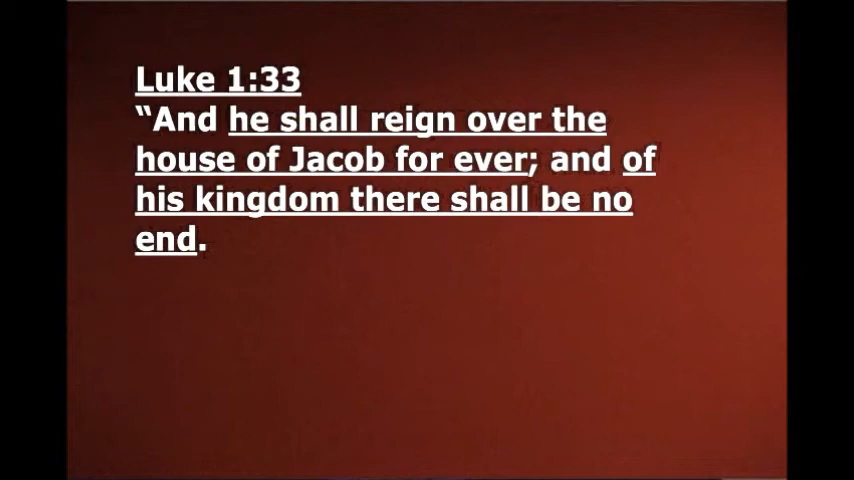 Luke 1:33
“And he shall reign over the
house of Jacob for ever; and of
his kingdom there shall be no
end.